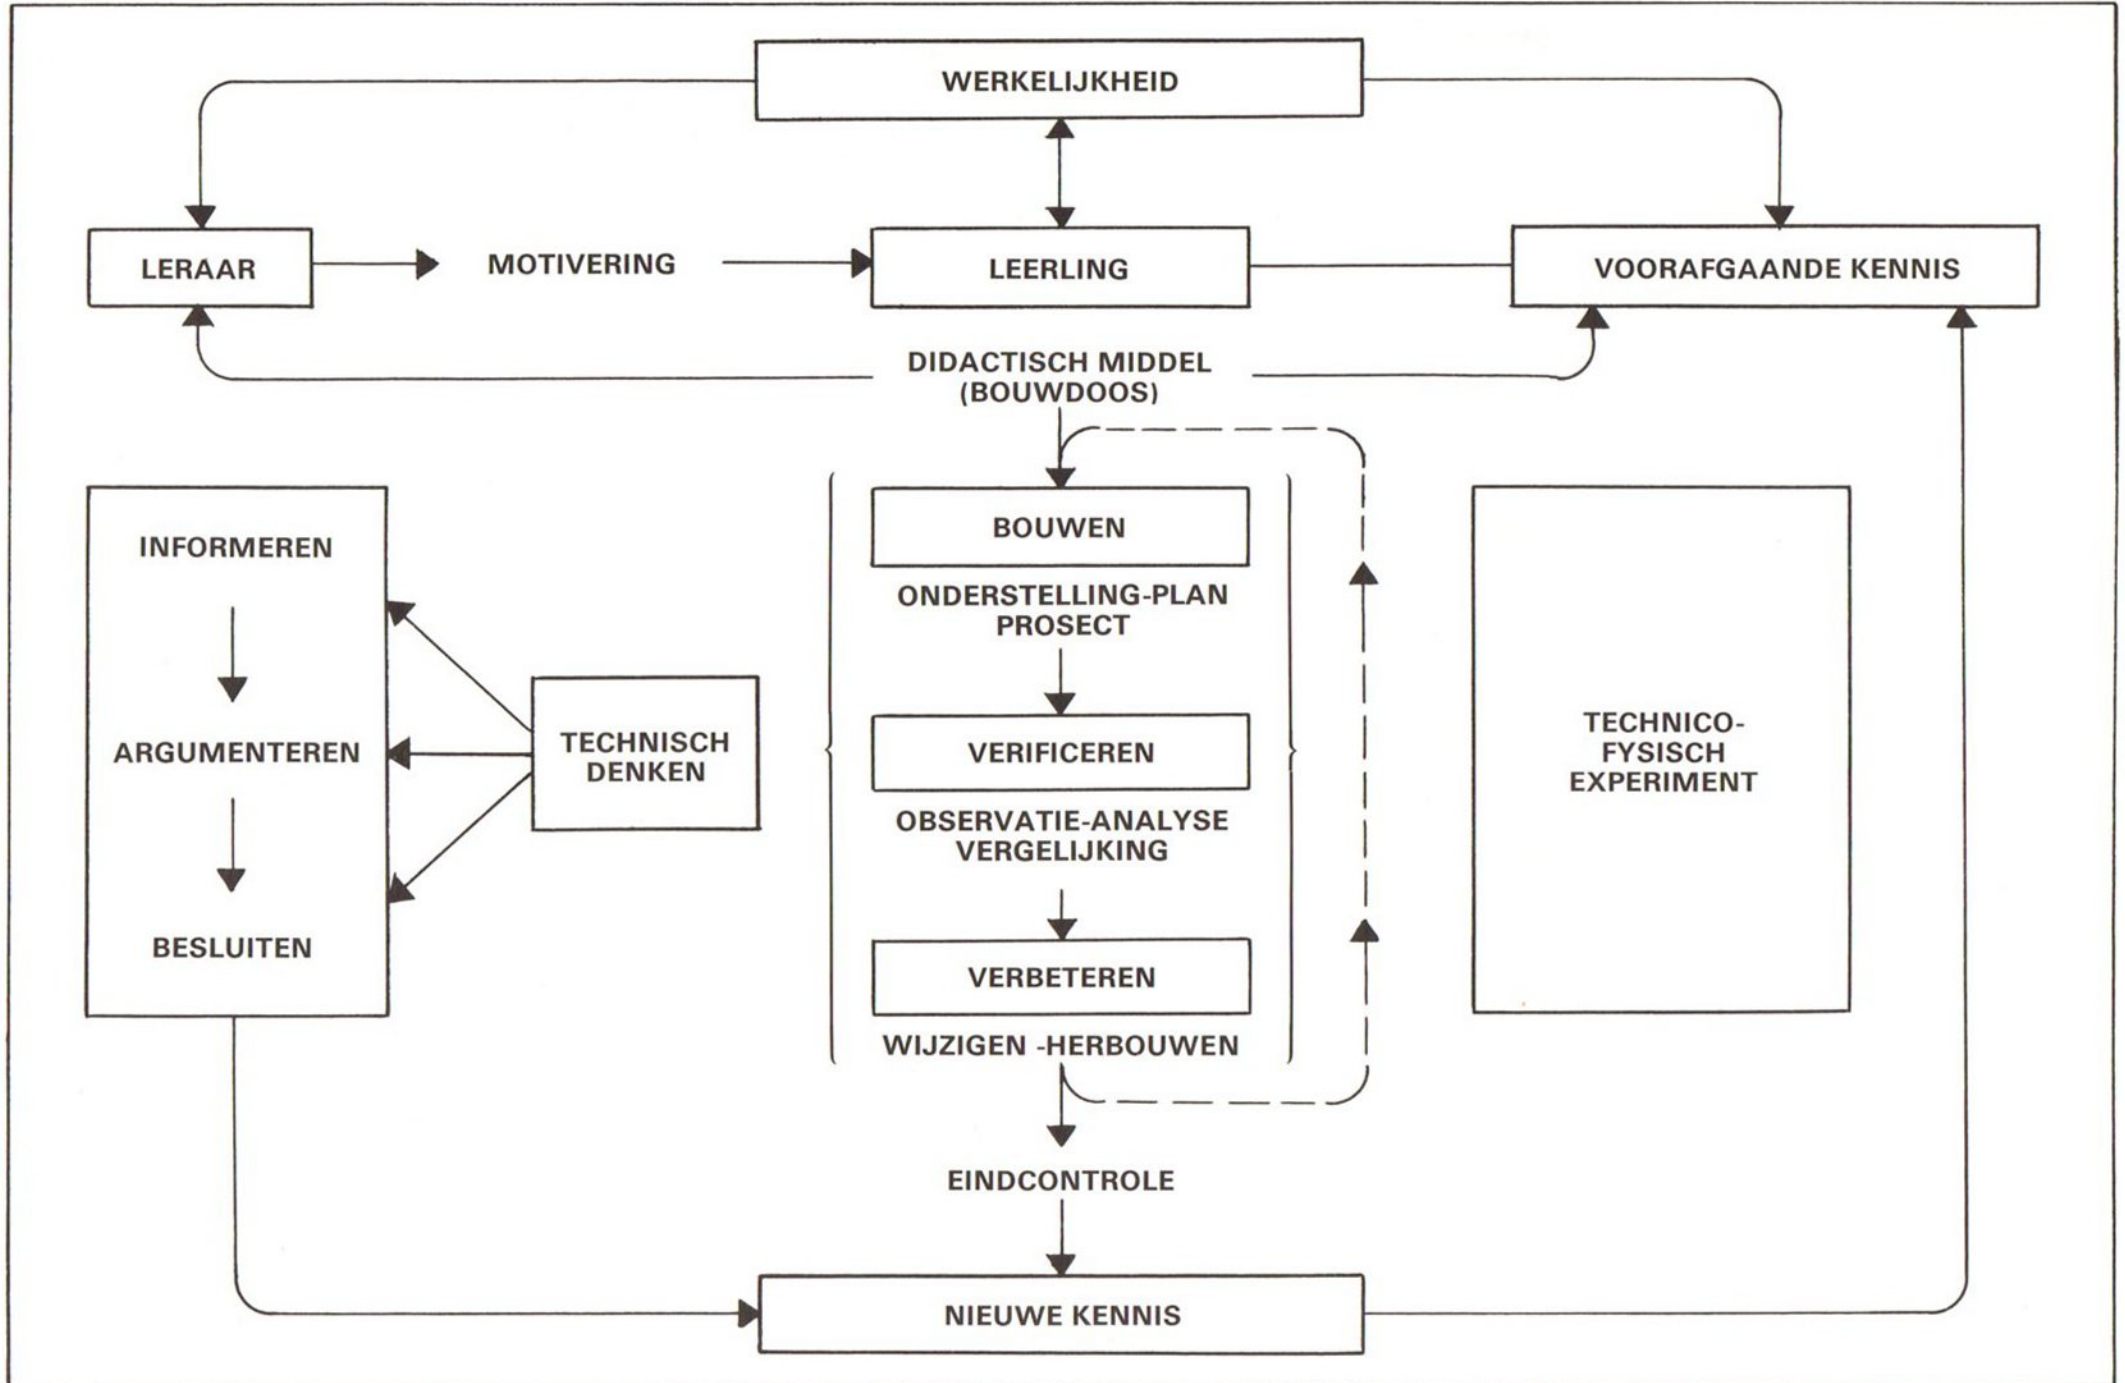 WERKELIJKHEID
LERAAR
MOTIVERING
LEERLING
VOORAFGAANDE KENNIS
DIDACTISCH MIDDEL
(BOUWDOOS)
BOUWEN
ONDERSTELLING-PLAN
PROSECT
VERIFICEREN
OBSERVATIE-ANALYSE
VERGELIJKING
VERBETEREN
WIJZIGEN -HERBOUWEN
INFORMEREN
ARGUMENTEREN
BESLUITEN
TECHNISCH
DENKEN
TECHNICO-
FYSISCH
EXPERIMENT
EINDCONTROLE
NIEUWE KENNIS